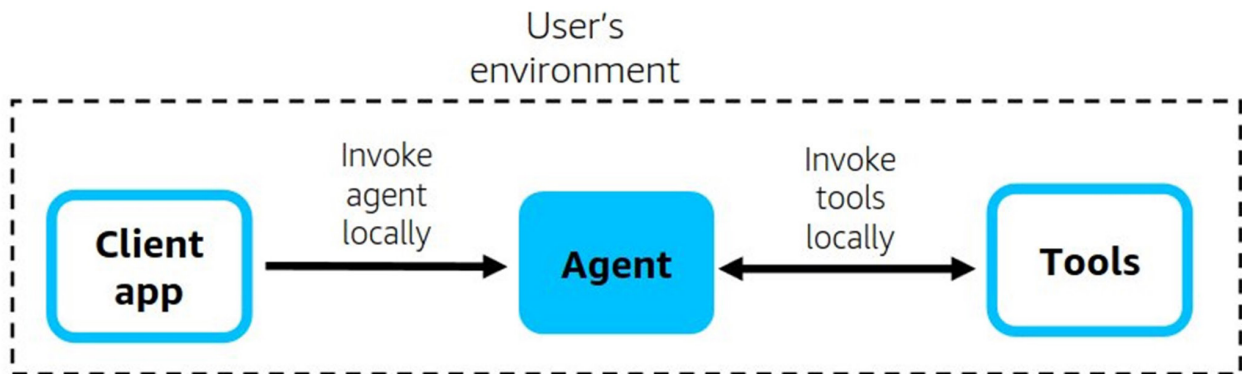 User's
environment
Invoke
agent
locally
Invoke
tools
locally
Client
app
Agent
Tools